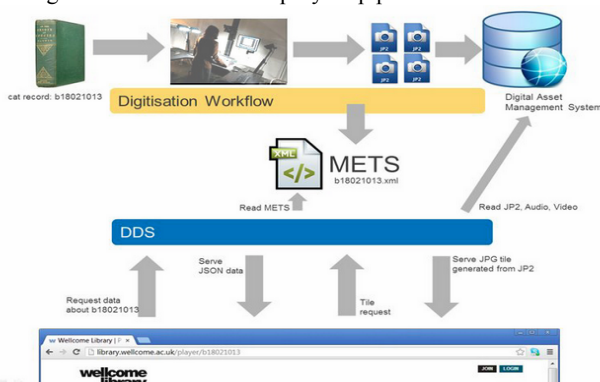 JP2
JP2
JP2
JP2
cat record: b18021013
Digitisation Workflow
Digital Asset
Management System
XML
METS
b18021013.xml
Read METS
Read JP2, Audio, Video
DDS
Serve
JSON data
Serve JPG tile
generated from JP2
Request data
about b18021013
Tile
request
Wellcome Library | P
library.wellcome.ac.uk/player/b18021013
JOIN
LOGIN
wellcome
library